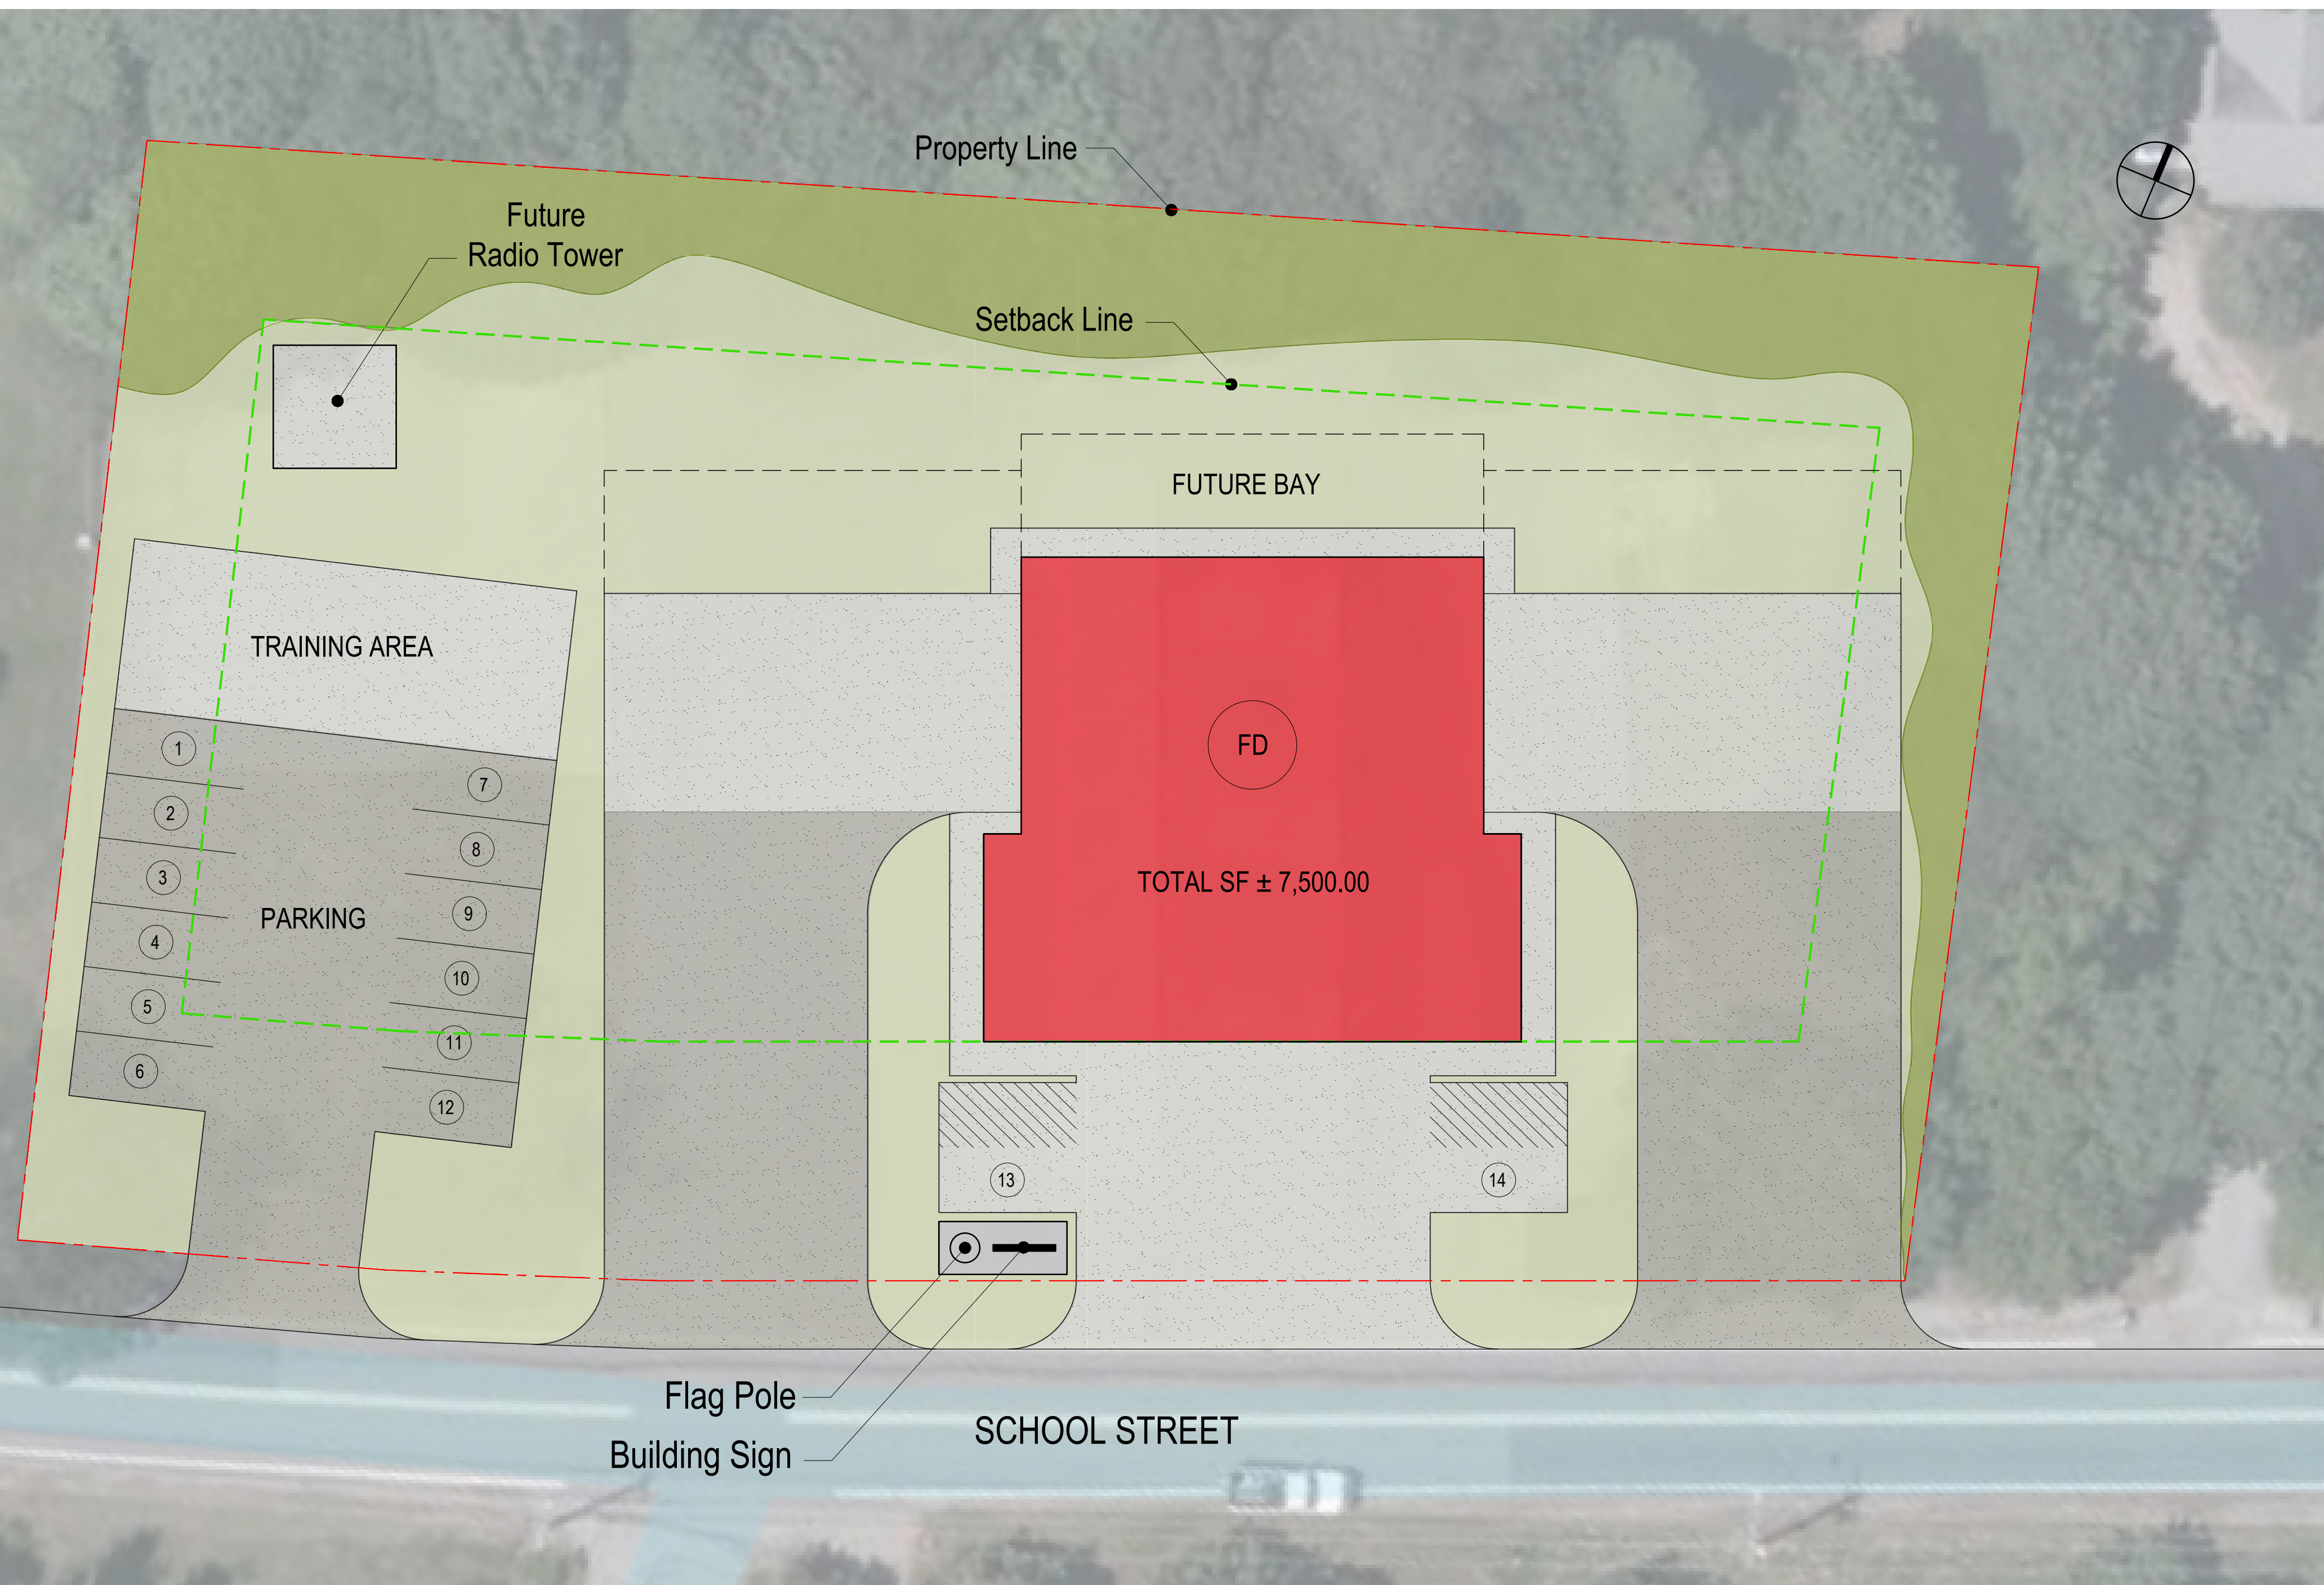 Property Line
Future
Radio Tower
Setback Line
FUTURE BAY
TRAINING AREA
FD
1
7
2
8
TOTAL SF ± 7,500.00
3
PARKING
9
4
10
5
11
6
12
13
14
Flag Pole
SCHOOL STREET
Building Sign